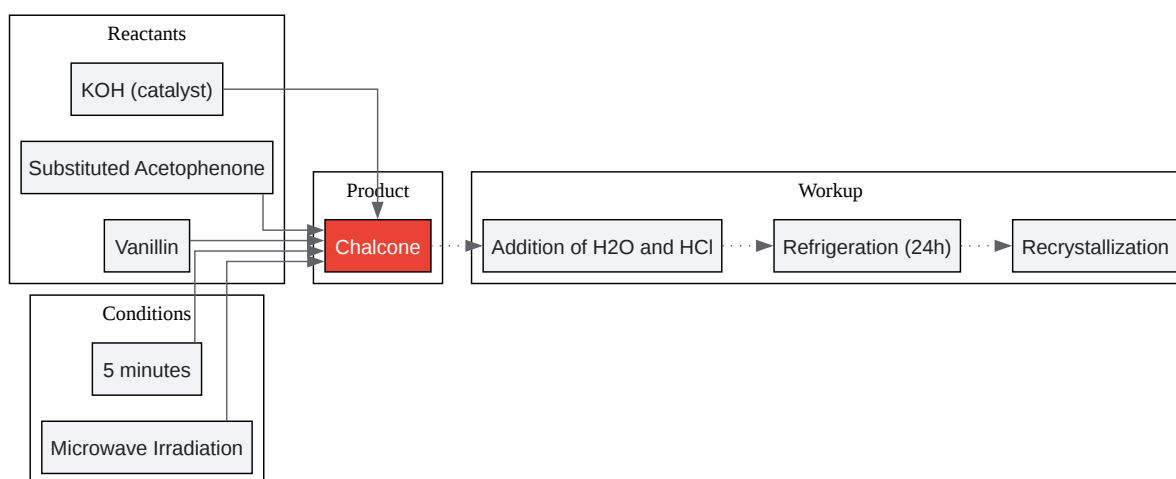 Reactants
KOH (catalyst)
Substituted Acetophenone
Vanillin
Conditions
5 minutes
Microwave Irradiation
Product
Chalcone
Workup
Addition of H2O and HCl
Refrigeration (24h)
Recrystallization